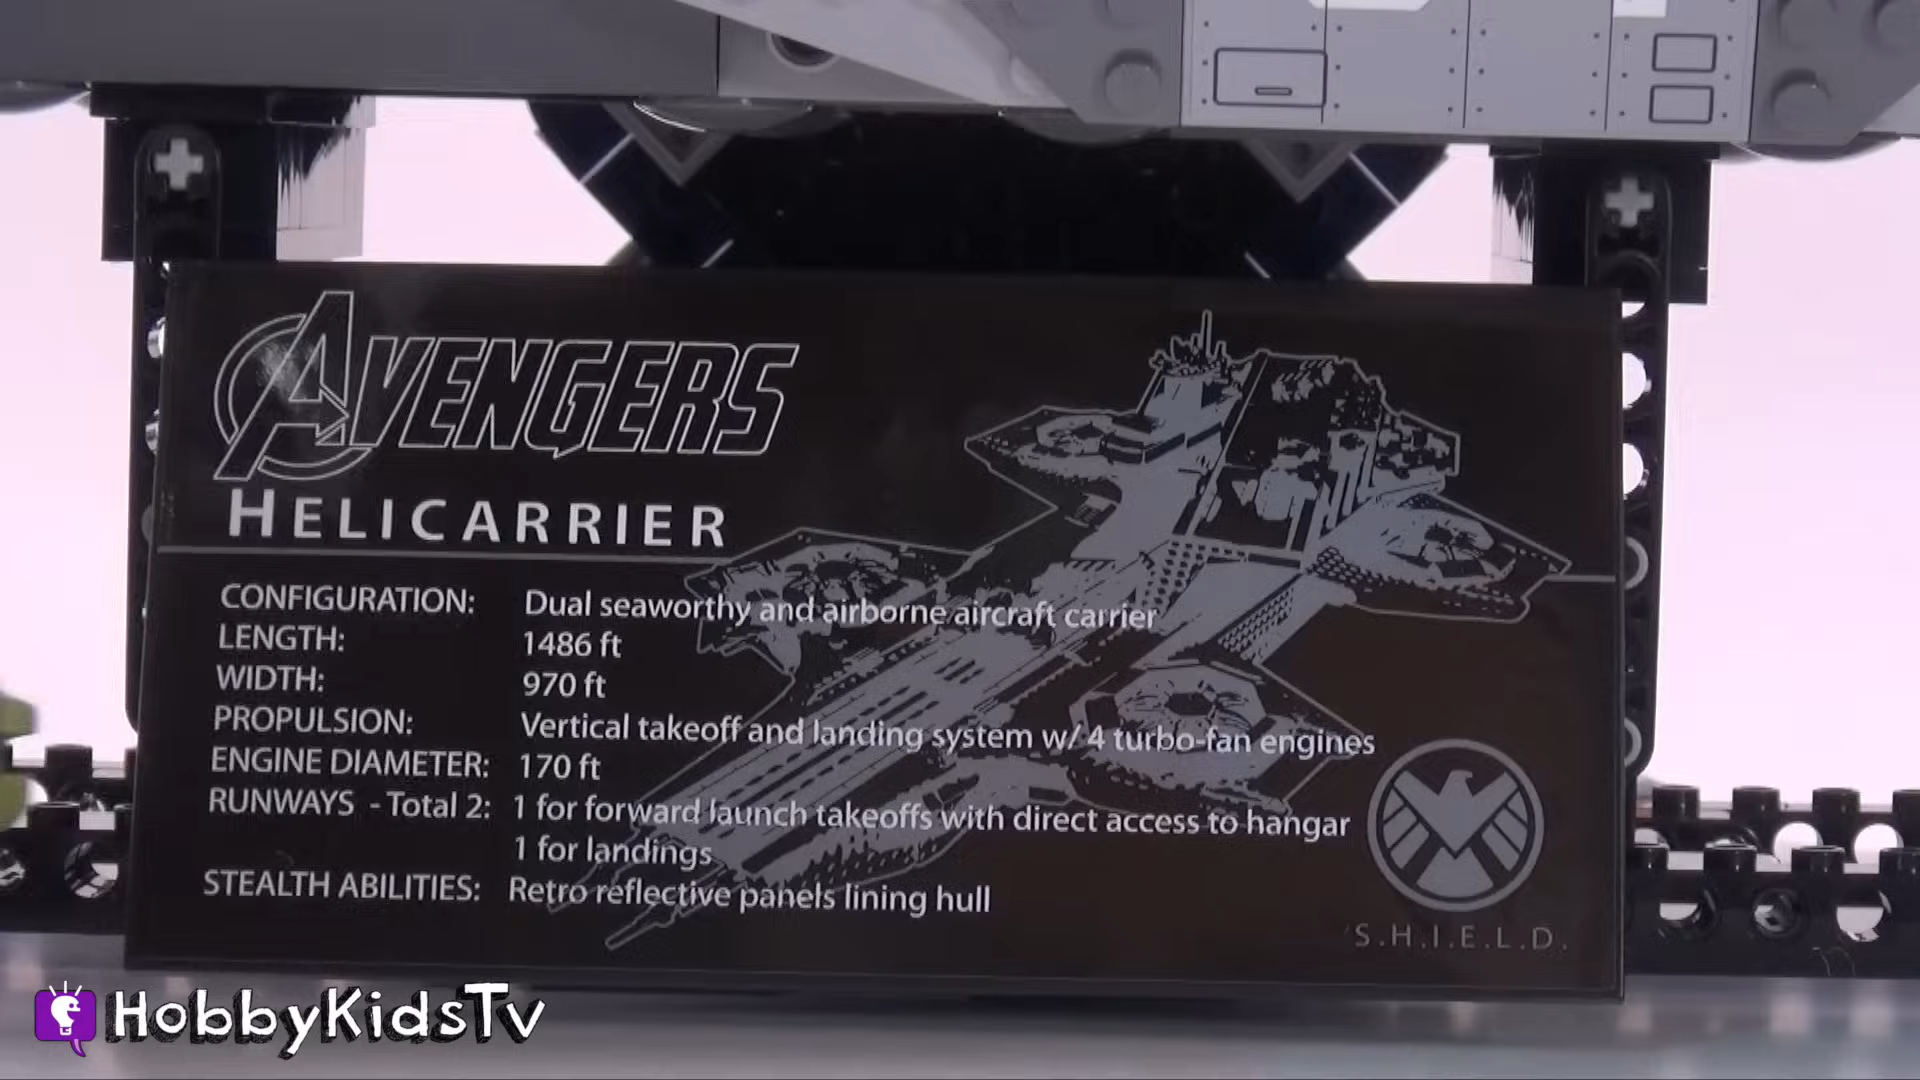 AVENGERS
HELICARRIER
CONFIGURATION: Dual seaworthy and airborne aircraft carrier
LENGTH: 1486 ft
WIDTH: 970 ft
PROPULSION: Vertical takeoff and landing system w/ 4 turbo-fan engines
ENGINE DIAMETER: 170 ft
RUNWAYS - Total 2: 1 for forward launch takeoffs with direct access to hangar
1 for landings
STEALTH ABILITIES: Retro reflective panels lining hull
S.H.I.E.L.D.
HobbyKidsTv